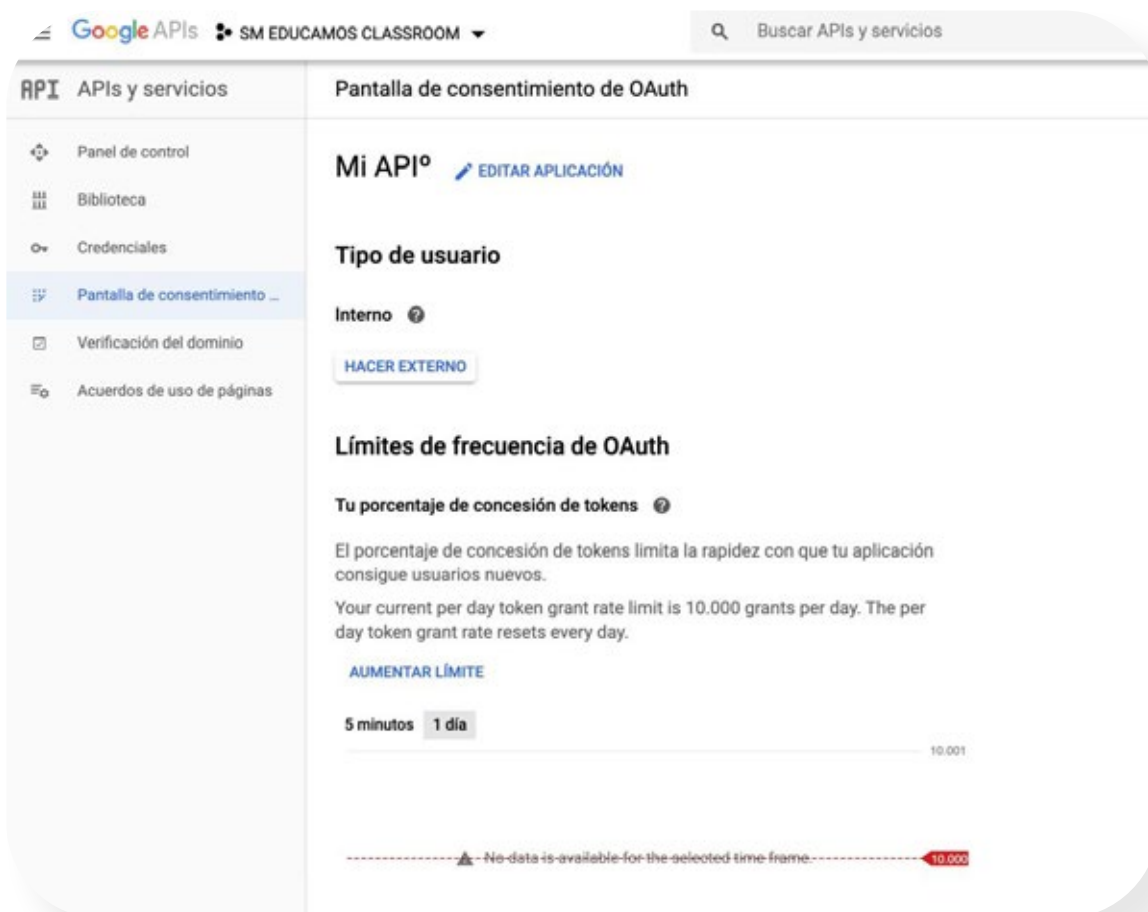 Google APIs SM EDUCAMOS CLASSROOM Buscar APIs y servicios
API APIs y servicios
Panel de control
Biblioteca
Credenciales
Pantalla de consentimiento ...
Verificación del dominio
Acuerdos de uso de páginas
Pantalla de consentimiento de OAuth
Mi APIº EDITAR APLICACIÓN
Tipo de usuario
Interno
HACER EXTERNO
Límites de frecuencia de OAuth
Tu porcentaje de concesión de tokens
El porcentaje de concesión de tokens limita la rapidez con que tu aplicación
consigue usuarios nuevos.
Your current per day token grant rate limit is 10.000 grants per day. The per
day token grant rate resets every day.
AUMENTAR LÍMITE
5 minutos 1 día
10.001
No data is available for the selected time frame.
10.000